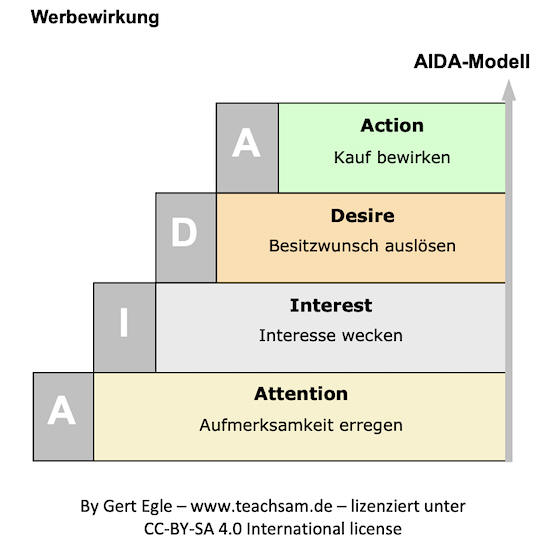 Werbewirkung
AIDA-Modell
A
Action
Kauf bewirken
D
Desire
Besitzwunsch auslösen
I
Interest
Interesse wecken
A
Attention
Aufmerksamkeit erregen
By Gert Egle – www.teachsam.de – lizenziert unter
CC-BY-SA 4.0 International license